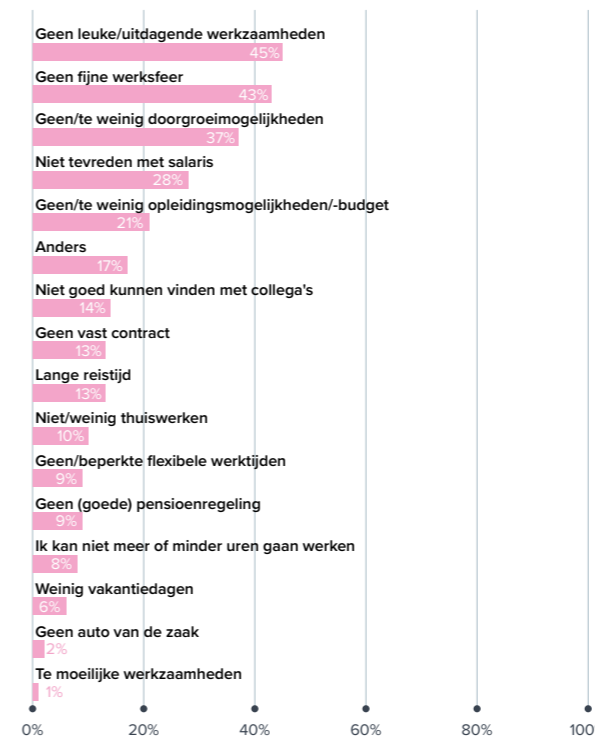 Geen leuke/uitdagende werkzaamheden
45%
Geen fijne werksfeer
43%
Geen/te weinig doorgroeimogelijkheden
37%
Niet tevreden met salaris
28%
Geen/te weinig opleidingsmogelijkheden/-budget
21%
Anders
17%
Niet goed kunnen vinden met collega's
14%
Geen vast contract
13%
Lange reistijd
13%
Niet/weinig thuiswerken
10%
Geen/beperkte flexibele werktijden
9%
Geen (goede) pensioenregeling
9%
Ik kan niet meer of minder uren gaan werken
8%
Weinig vakantiedagen
6%
Geen auto van de zaak
2%
Te moeilijke werkzaamheden
1%
0% 20% 40% 60% 80% 100